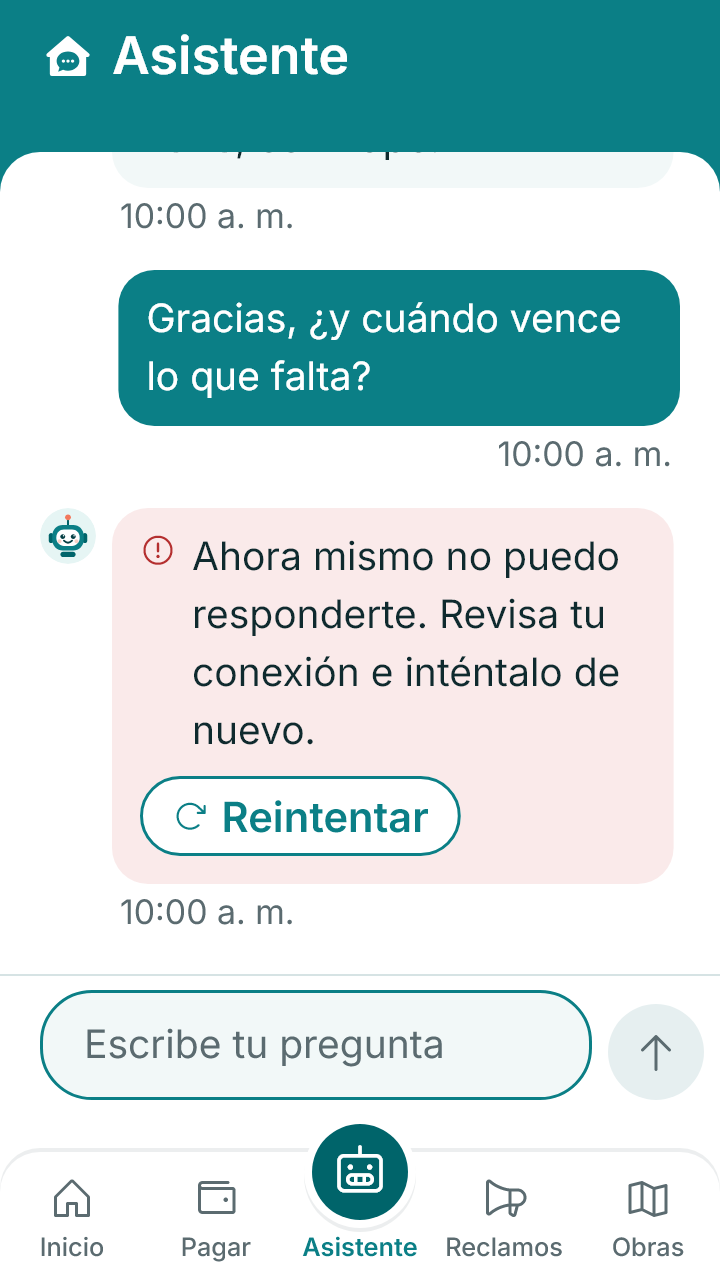 Asistente
10:00 a. m.
Gracias, ¿y cuándo vence
lo que falta?
10:00 a. m.
Ahora mismo no puedo
responderte. Revisa tu
conexión e inténtalo de
nuevo.
Reintentar
10:00 a. m.
Escribe tu pregunta
Inicio
Pagar
Asistente
Reclamos
Obras